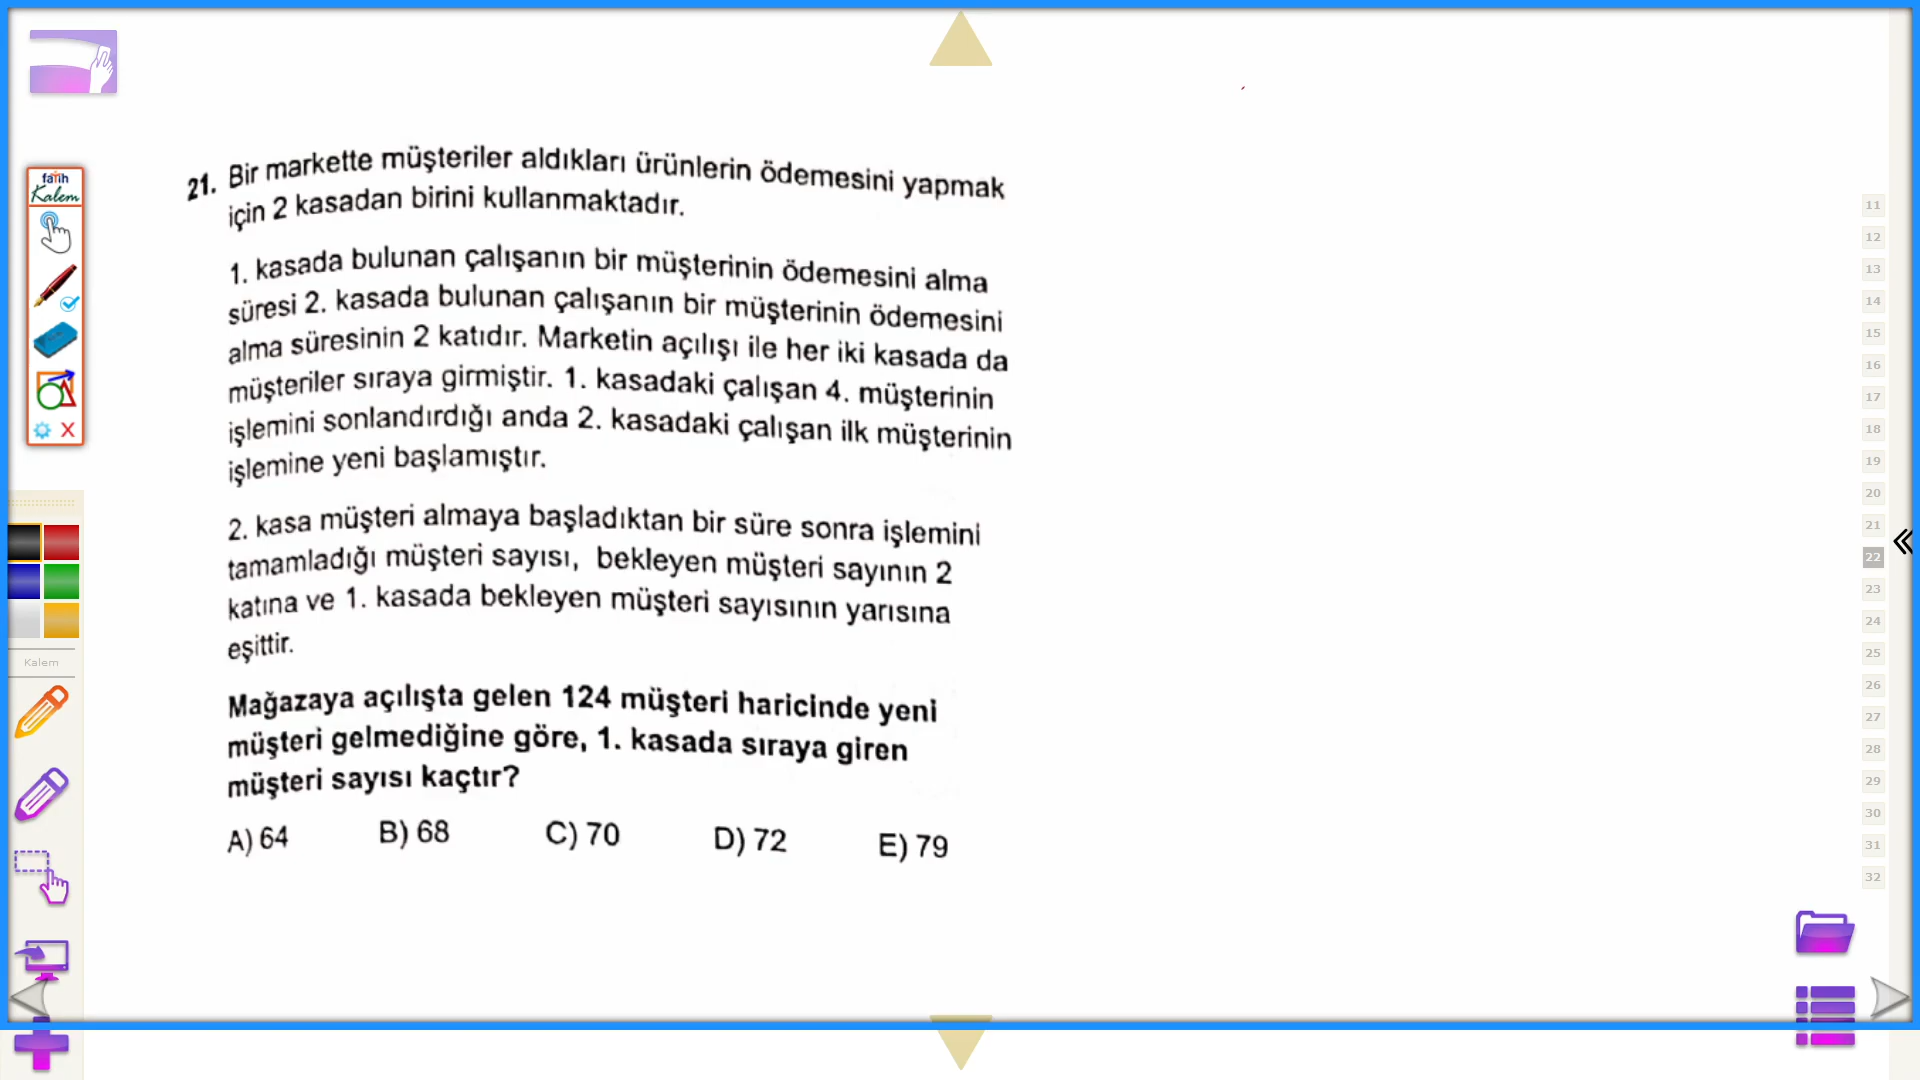 fatih
Kalem
21. Bir markette müşteriler aldıkları ürünlerin ödemesini yapmak
için 2 kasadan birini kullanmaktadır.
1. kasada bulunan çalışanın bir müşterinin ödemesini alma
süresi 2. kasada bulunan çalışanın bir müşterinin ödemesini
alma süresinin 2 katıdır. Marketin açılışı ile her iki kasada da
müşteriler sıraya girmiştir. 1. kasadaki çalışan 4. müşterinin
işlemini sonlandırdığı anda 2. kasadaki çalışan ilk müşterinin
işlemine yeni başlamıştır.
2. kasa müşteri almaya başladıktan bir süre sonra işlemini
tamamladığı müşteri sayısı, bekleyen müşteri sayının 2
katına ve 1. kasada bekleyen müşteri sayısının yarısına
eşittir.
Mağazaya açılışta gelen 124 müşteri haricinde yeni
müşteri gelmediğine göre, 1. kasada sıraya giren
müşteri sayısı kaçtır?
A) 64 B) 68 C) 70 D) 72 E) 79
Kalem
11
12
13
14
15
16
17
18
19
20
21
22
23
24
25
26
27
28
29
30
31
32